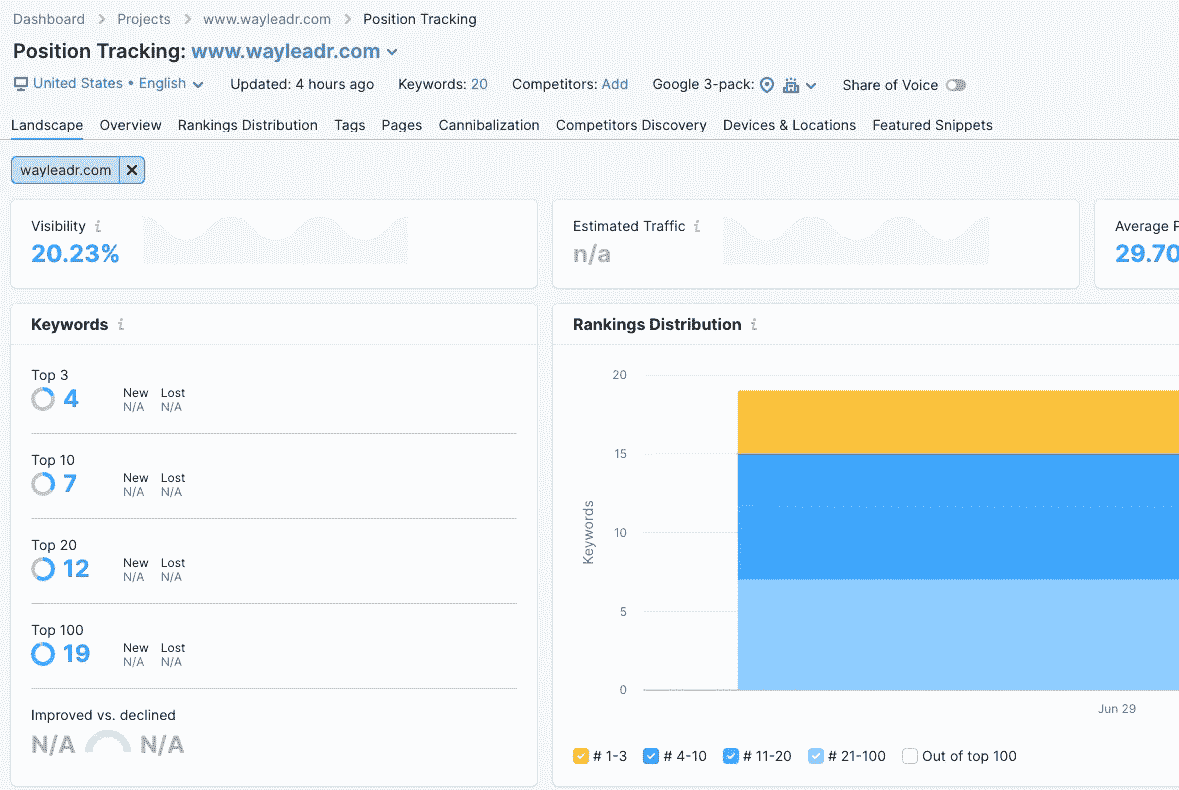 Dashboard > Projects > www.wayleadr.com > Position Tracking
Position Tracking: www.wayleadr.com
United States • English Updated: 4 hours ago Keywords: 20 Competitors: Add Google 3-pack: Share of Voice
Landscape Overview Rankings Distribution Tags Pages Cannibalization Competitors Discovery Devices & Locations Featured Snippets
wayleadr.com ×
Visibility i
20.23%
Estimated Traffic i
n/a
Average P
29.70
Keywords i
Top 3
4 New Lost
N/A N/A
Top 10
7 New Lost
N/A N/A
Top 20
12 New Lost
N/A N/A
Top 100
19 New Lost
N/A N/A
Improved vs. declined
N/A N/A
Rankings Distribution i
20
15
10
5
0
Keywords
Jun 29
# 1-3 # 4-10 # 11-20 # 21-100 Out of top 100